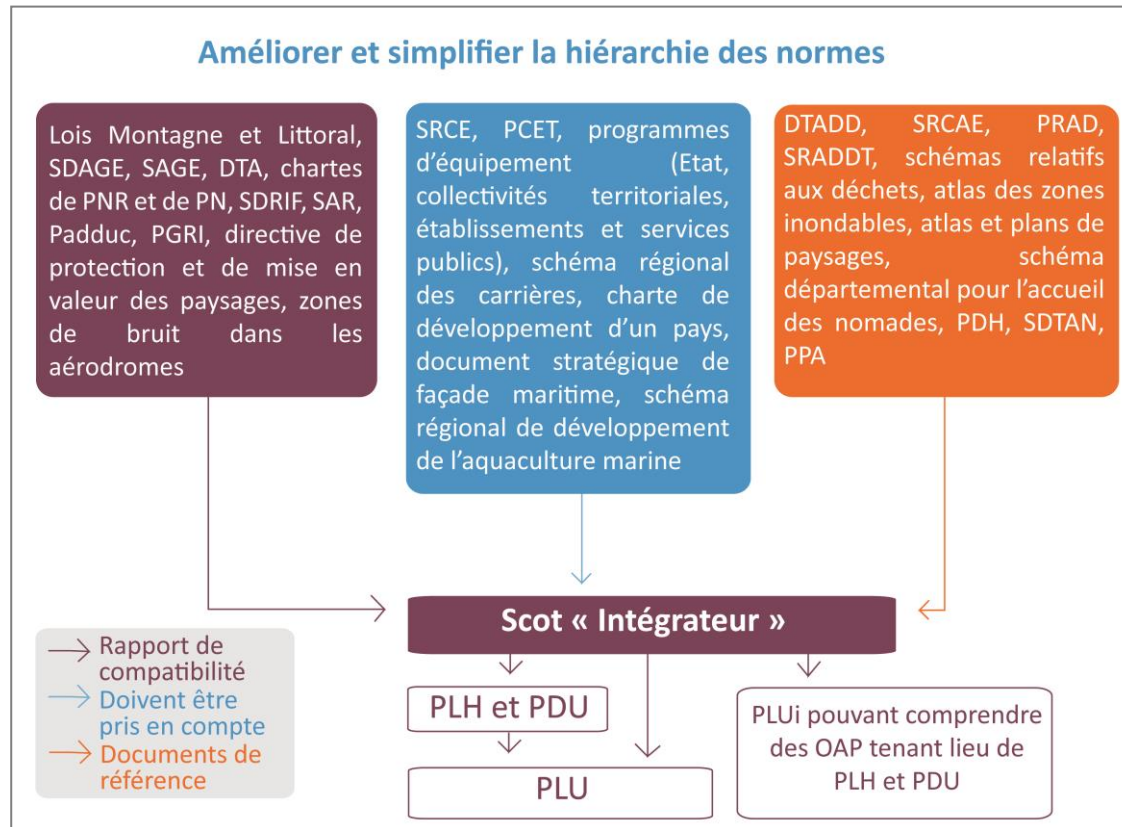 Améliorer et simplifier la hiérarchie des normes
Lois Montagne et Littoral,
SDAGE, SAGE, DTA, chartes
de PNR et de PN, SDRIF, SAR,
Padduc, PGRI, directive de
protection et de mise en
valeur des paysages, zones
de bruit dans les
aérodromes
SRCE, PCET, programmes
d’équipement (Etat,
collectivités territoriales,
établissements et services
publics), schéma régional
des carrières, charte de
développement d’un pays,
document stratégique de
façade maritime, schéma
régional de développement
de l’aquaculture marine
DTADD, SRCAE, PRAD,
SRADDT, schémas relatifs
aux déchets, atlas des zones
inondables, atlas et plans de
paysages, schéma
départemental pour l’accueil
des nomades, PDH, SDTAN,
PPA
Scot « Intégrateur »
Rapport de
compatibilité
Doivent être
pris en compte
Documents de
référence
PLH et PDU
PLU
PLUi pouvant comprendre
des OAP tenant lieu de
PLH et PDU